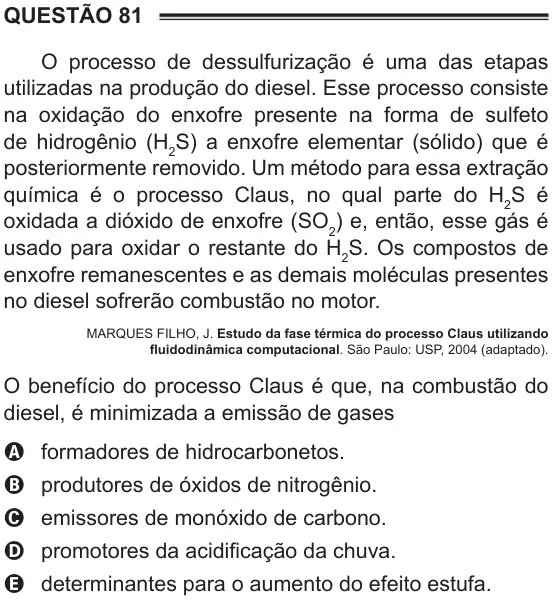 QUESTÃO 81
O processo de dessulfurização é uma das etapas
utilizadas na produção do diesel. Esse processo consiste
na oxidação do enxofre presente na forma de sulfeto
de hidrogênio (H₂S) a enxofre elementar (sólido) que é
posteriormente removido. Um método para essa extração
química é o processo Claus, no qual parte do H₂S é
oxidada a dióxido de enxofre (SO₂) e, então, esse gás é
usado para oxidar o restante do H₂S. Os compostos de
enxofre remanescentes e as demais moléculas presentes
no diesel sofrerão combustão no motor.
MARQUES FILHO, J. Estudo da fase térmica do processo Claus utilizando
fluidodinâmica computacional. São Paulo: USP, 2004 (adaptado).
O benefício do processo Claus é que, na combustão do
diesel, é minimizada a emissão de gases
A formadores de hidrocarbonetos.
B produtores de óxidos de nitrogênio.
C emissores de monóxido de carbono.
D promotores da acidificação da chuva.
E determinantes para o aumento do efeito estufa.